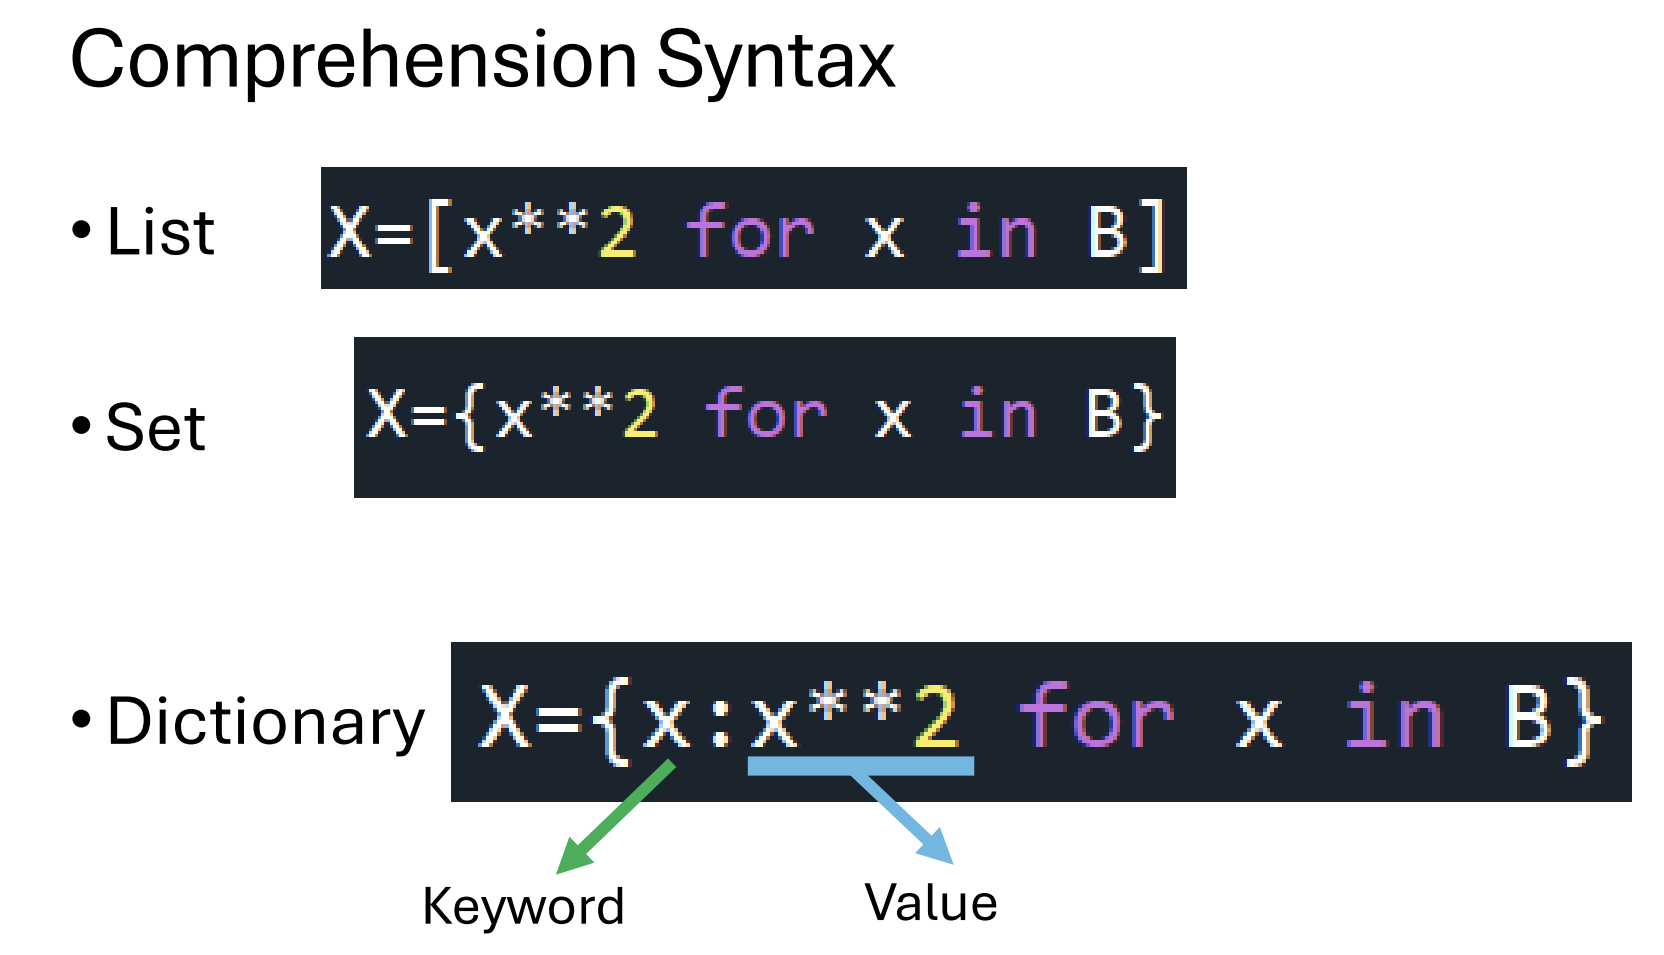 Comprehension Syntax
• List X=[x**2 for x in B]
• Set X={x**2 for x in B}
• Dictionary X={x:x**2 for x in B}
Keyword Value